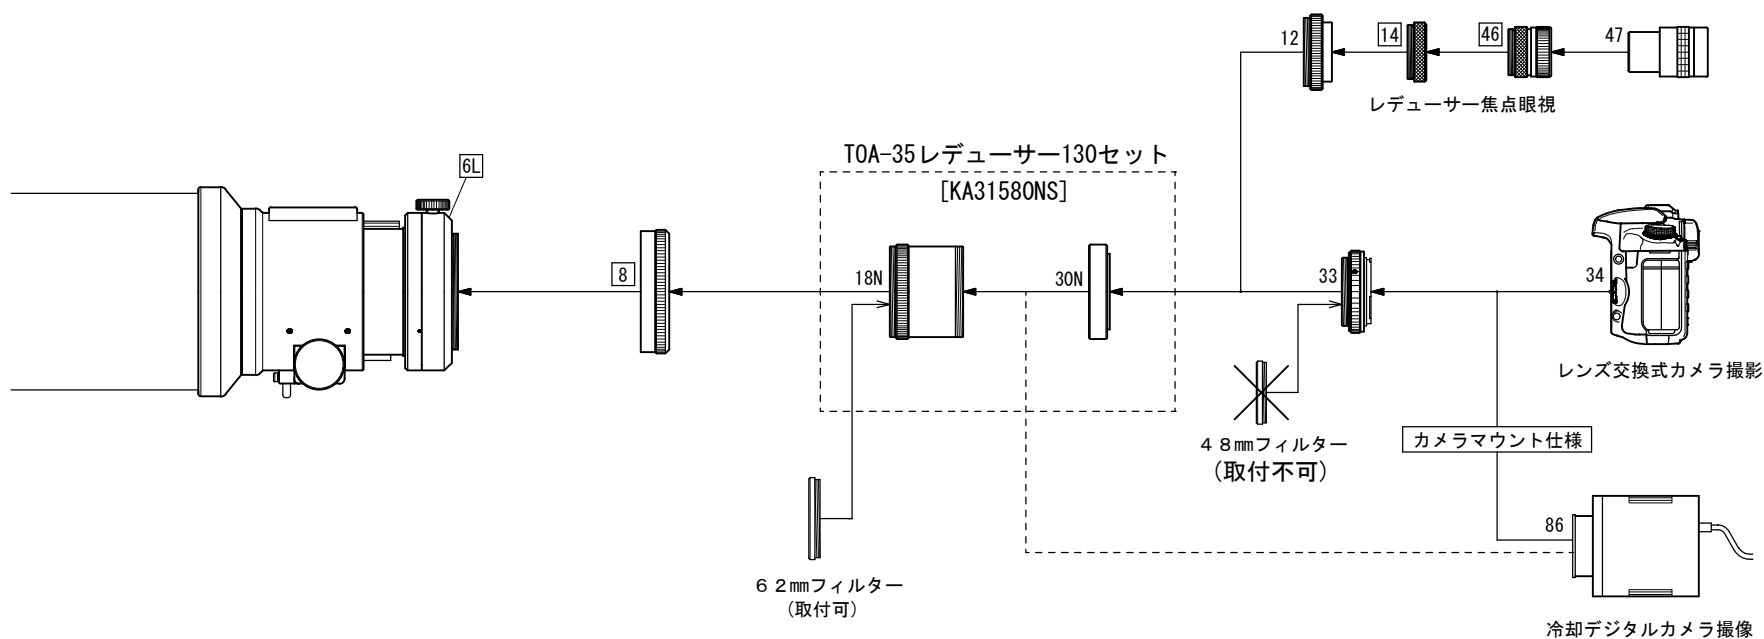 12
14
46
47
レデューサー焦点眼視
TOA-35レデューサー130セット
[KA31580NS]
6L
8
18N
30N
33
34
レンズ交換式カメラ撮影
48㎜フィルター
(取付不可)
カメラマウント仕様
86
62㎜フィルター
(取付可)
冷却デジタルカメラ撮像